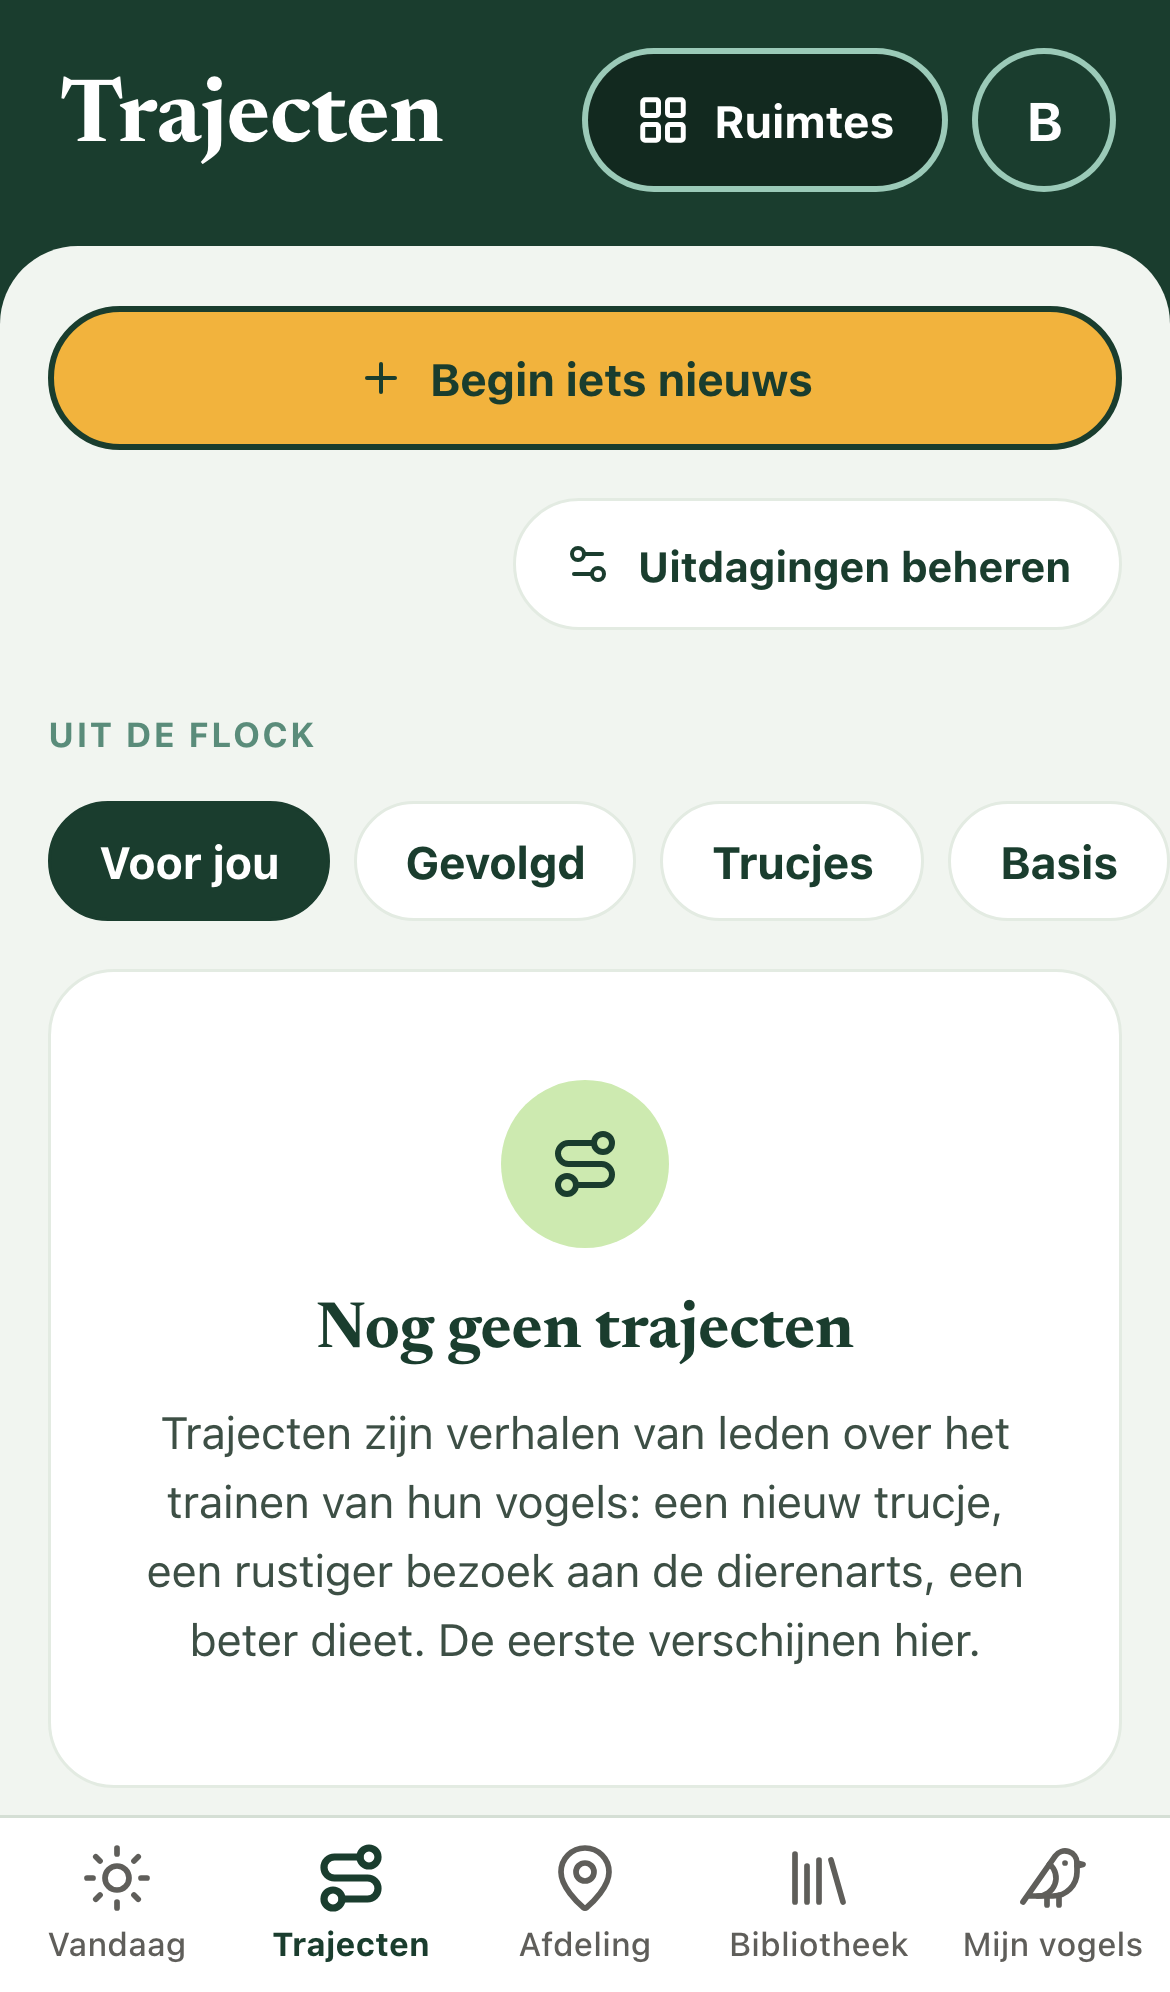 Trajecten
Ruimtes
B
Begin iets nieuws
Uitdagingen beheren
UIT DE FLOCK
Voor jou
Gevolgd
Trucjes
Basis
Nog geen trajecten
Trajecten zijn verhalen van leden over het
trainen van hun vogels: een nieuw trucje,
een rustiger bezoek aan de dierenarts, een
beter dieet. De eerste verschijnen hier.
Vandaag
Trajecten
Afdeling
Bibliotheek
Mijn vogels